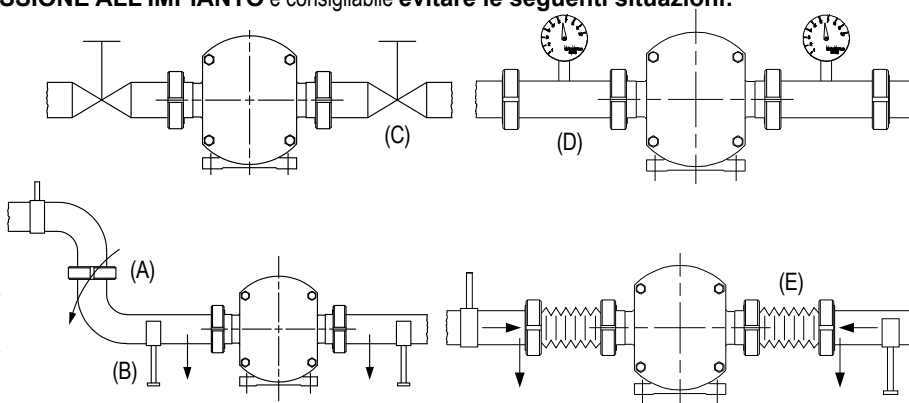 SSIONE ALL'IMPIANTO è consigliabile evitare le seguenti situazioni:
(C)
(D)
(A)
(E)
(B)